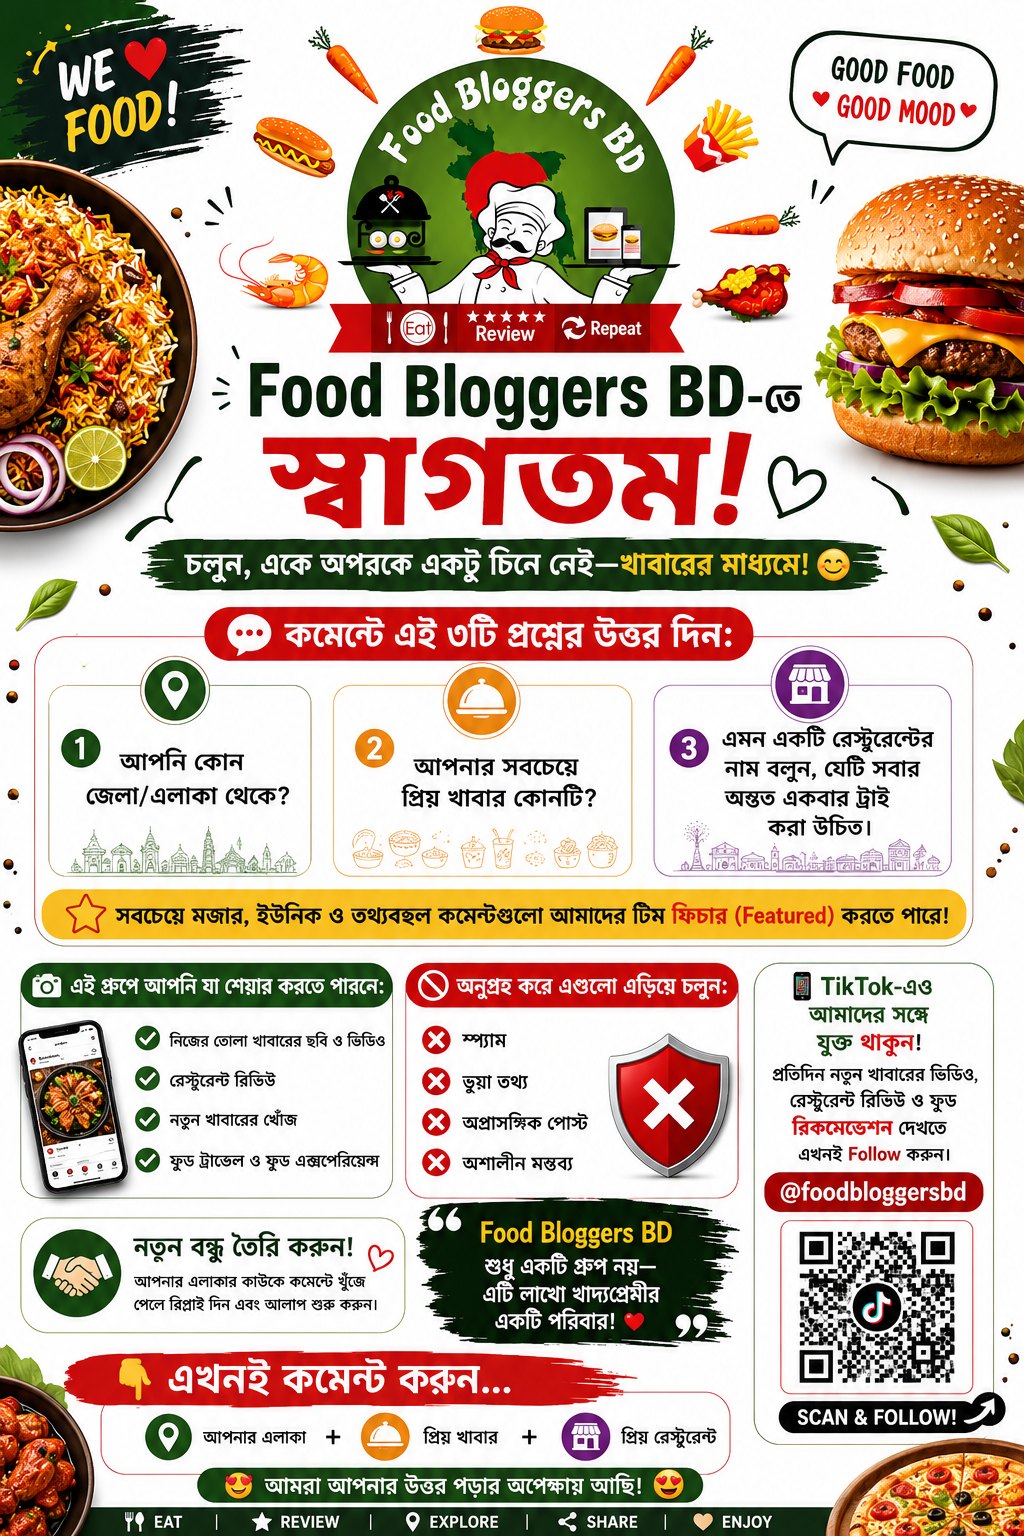 WE ❤
FOOD!
GOOD FOOD
❤ GOOD MOOD ❤
Food Bloggers BD
Food
Eat
★★★★★
Review
Repeat
Food Bloggers BD-তে
স্বাগতম!
চলুন, একে অপরকে একটু চিনে নেই—খাবারের মাধ্যমে! 😊
কমেন্টে এই ৩টি প্রশ্নের উত্তর দিন:
1
আপনি কোন
জেলা/এলাকা থেকে?
2
আপনার সবচেয়ে
প্রিয় খাবার কোনটি?
3
এমন একটি রেস্টুরেন্টের
নাম বলুন, যেটি সবার
অন্তত একবার ট্রাই
করা উচিত।
সবচেয়ে মজার, ইউনিক ও তথ্যবহুল কমেন্টগুলো আমাদের টিম ফিচার (Featured) করতে পারে!
এই গ্রুপে আপনি যা শেয়ার করতে পারনে:
নিজের তোলা খাবারের ছবি ও ভিডিও
রেস্টুরেন্ট রিভিউ
নতুন খাবারের খোঁজ
ফুড ট্রাভেল ও ফুড এক্সপেরিয়েন্স
অনুগ্রহ করে এগুলো এড়িয়ে চলুন:
স্প্যাম
ভুয়া তথ্য
অপ্রাসঙ্গিক পোস্ট
অশালীন মন্তব্য
TikTok-এও
আমাদের সঙ্গে
যুক্ত থাকুন!
প্রতিদিন নতুন খাবারের ভিডিও,
রেস্টুরেন্ট রিভিউ ও ফুড
রিকমেন্ডেশন দেখতে
এখনই Follow করুন।
@foodbloggersbd
SCAN & FOLLOW!
নতুন বন্ধু তৈরি করুন!
আপনার এলাকার কাউকে কমেন্টে খুঁজে
পেলে রিপ্লাই দিন এবং আলাপ শুরু করুন।
“
Food Bloggers BD
শুধু একটি গ্রুপ নয়—
এটি লাখো খাদ্যপ্রেমীর
একটি পরিবার! ❤
”
👇 এখনই কমেন্ট করুন...
আপনার এলাকা + প্রিয় খাবার + প্রিয় রেস্টুরেন্ট
😍 আমরা আপনার উত্তর পড়ার অপেক্ষায় আছি! 😍
EAT | REVIEW | EXPLORE | SHARE | ENJOY